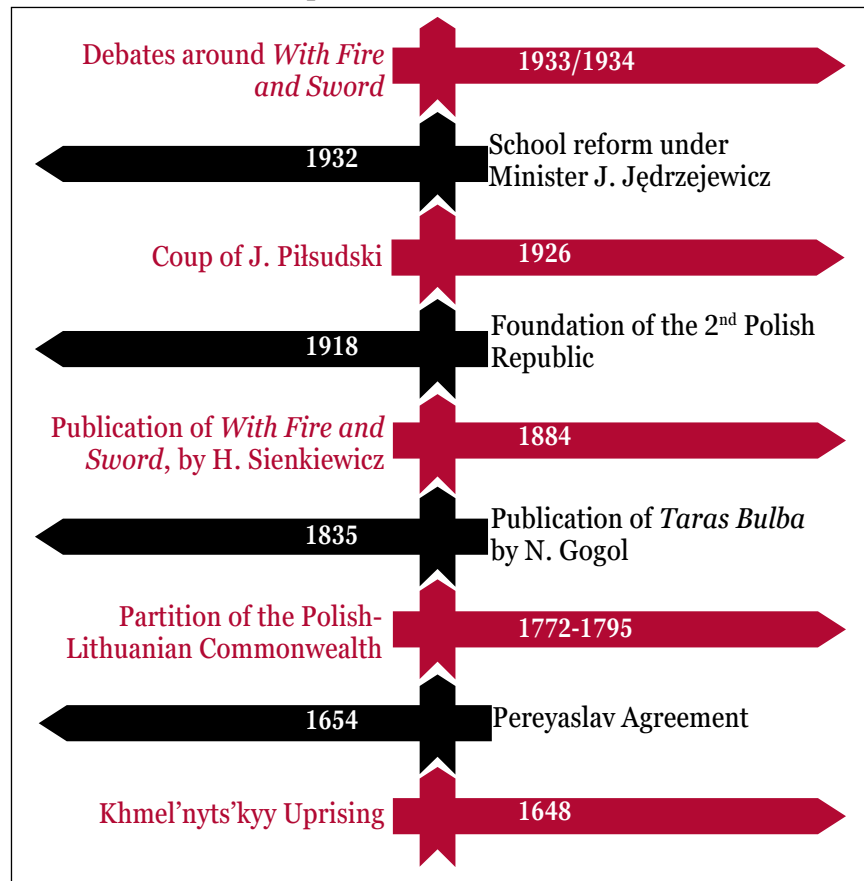 Debates around With Fire
and Sword
1933/1934
1932
School reform under
Minister J. Jędrzejewicz
Coup of J. Piłsudski
1926
1918
Foundation of the 2nd Polish
Republic
Publication of With Fire and
Sword, by H. Sienkiewicz
1884
1835
Publication of Taras Bulba
by N. Gogol
Partition of the Polish-
Lithuanian Commonwealth
1772-1795
1654
Pereyaslav Agreement
Khmel'nyts'kyy Uprising
1648